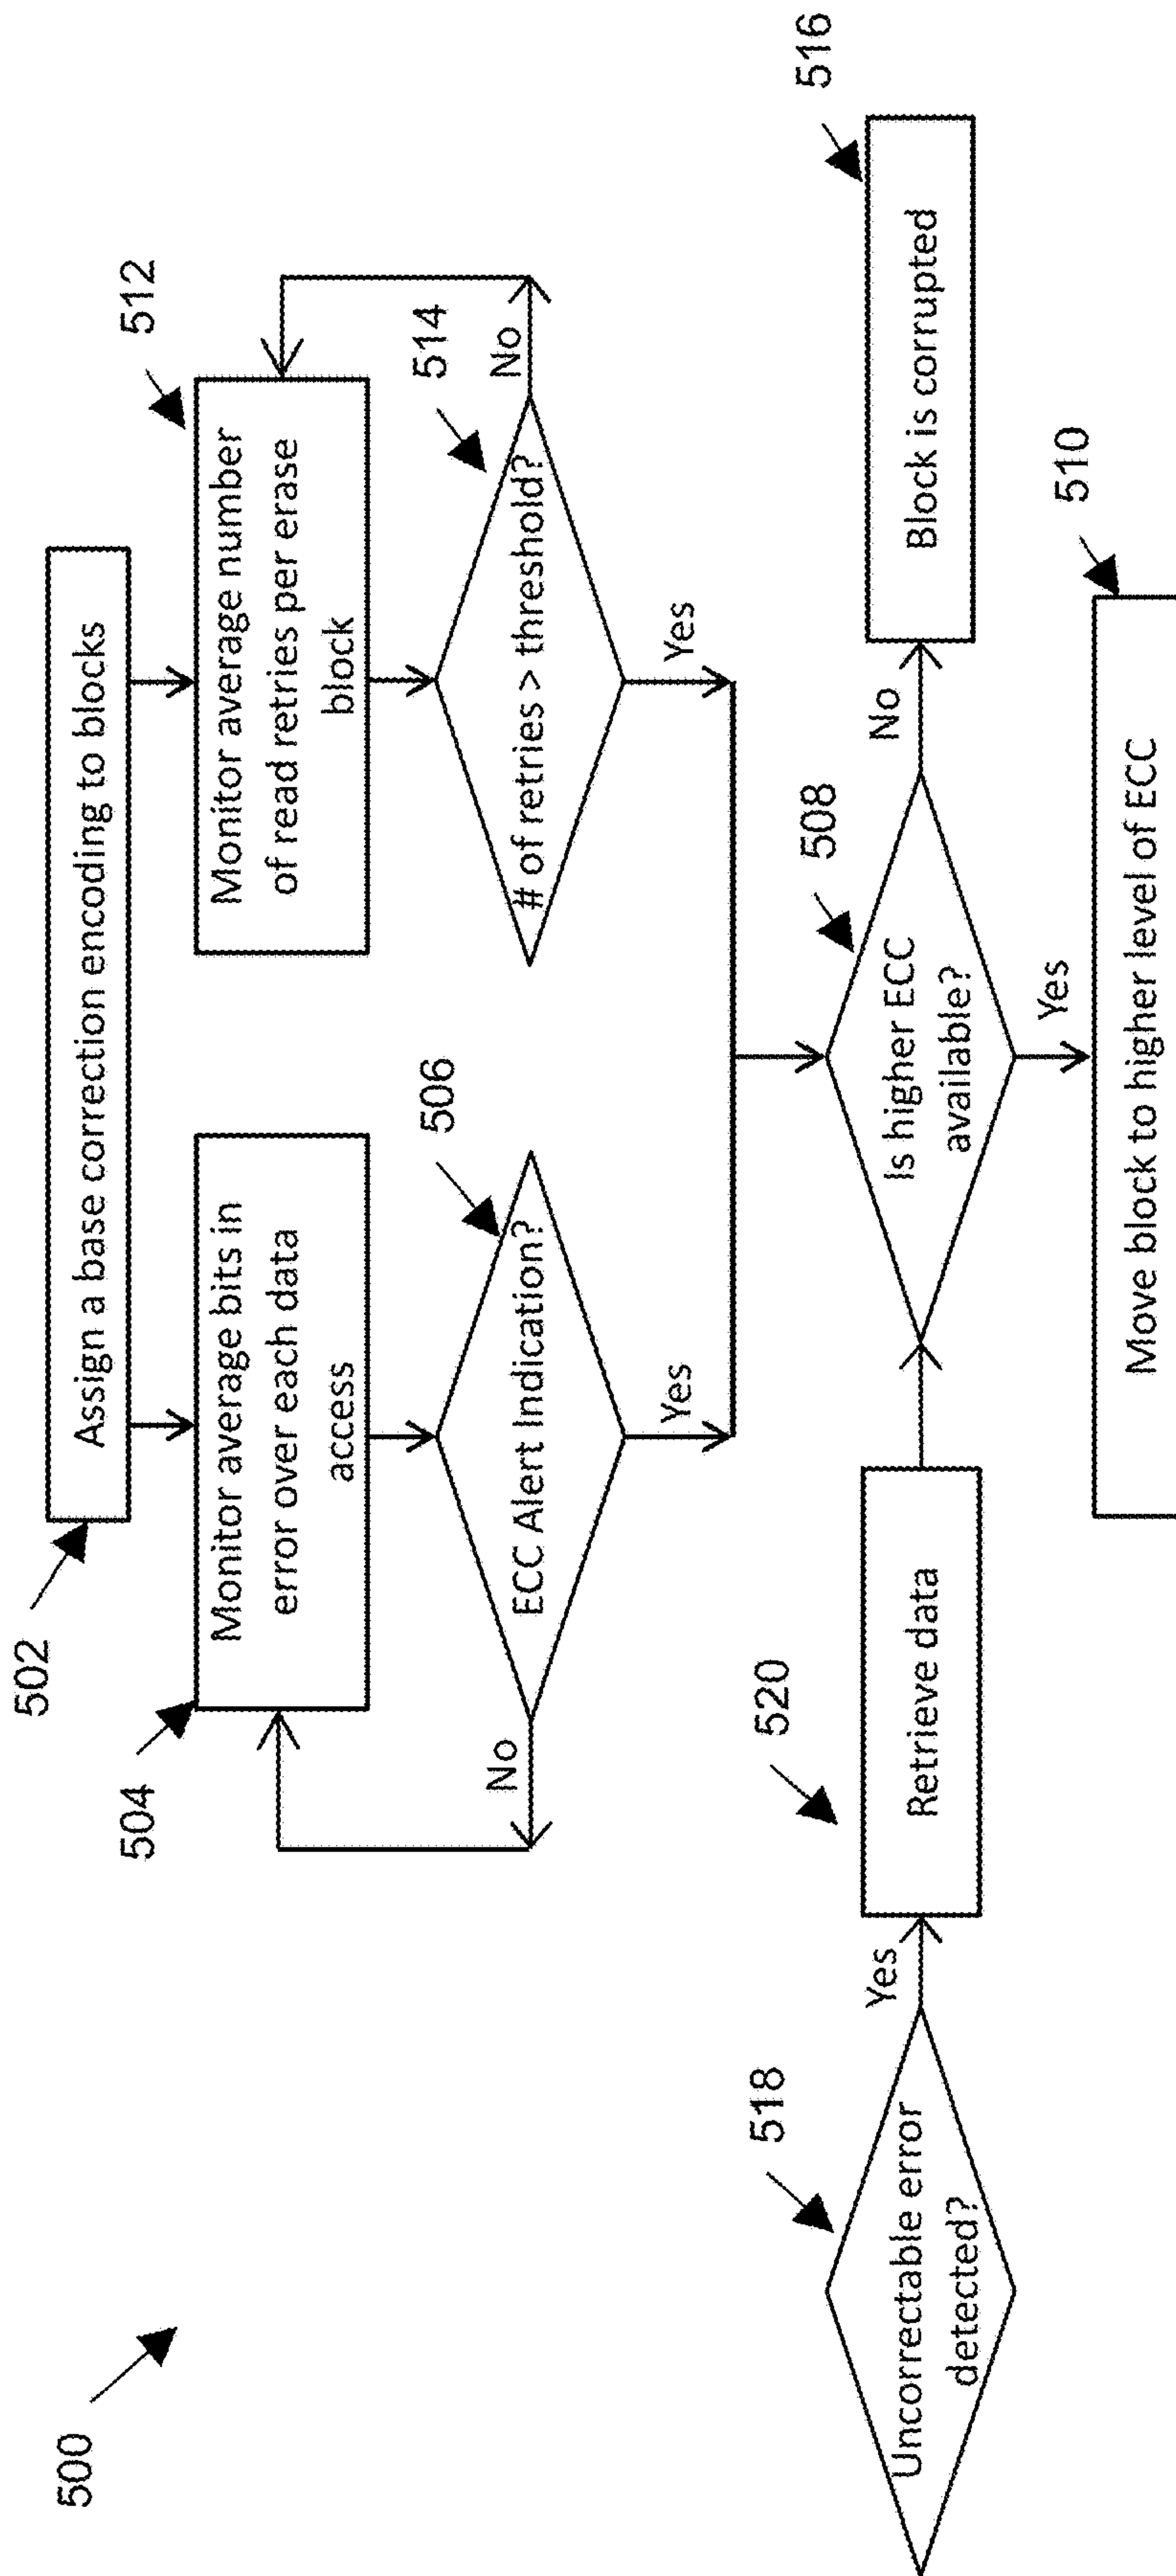 500
502
Assign a base correction encoding to blocks
504
Monitor average bits in
error over each data
access
512
Monitor average number
of read retries per erase
block
506
ECC Alert Indication?
No
Yes
514
# of retries > threshold?
No
Yes
518
Uncorrectable error
detected?
Yes
520
Retrieve data
508
Is higher ECC
available?
No
Yes
516
Block is corrupted
510
Move block to higher level of ECC